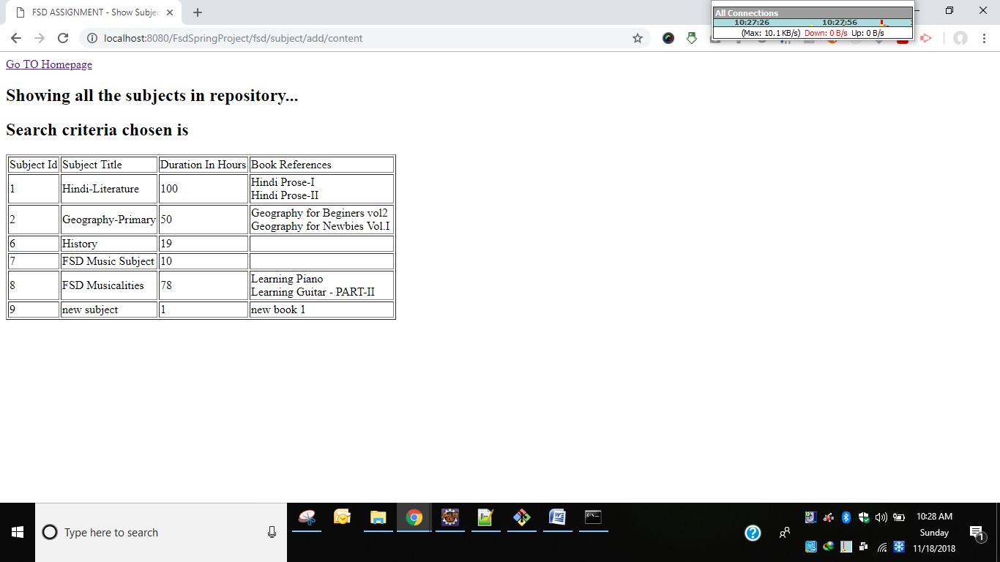 FSD ASSIGNMENT - Show Subjec
All Connections
10:27:26 10:27:56
(Max: 10.1 KB/s) Down: 0 B/s Up: 0 B/s
localhost:8080/FsdSpringProject/fsd/subject/add/content
Go TO Homepage
Showing all the subjects in repository...
Search criteria chosen is
Subject Id Subject Title Duration In Hours Book References
1 Hindi-Literature 100 Hindi Prose-I
Hindi Prose-II
2 Geography-Primary 50 Geography for Beginers vol2
Geography for Newbies Vol.I
6 History 19
7 FSD Music Subject 10
8 FSD Musicalities 78 Learning Piano
Learning Guitar - PART-II
9 new subject 1 new book 1
Type here to search
10:28 AM
Sunday
11/18/2018
1